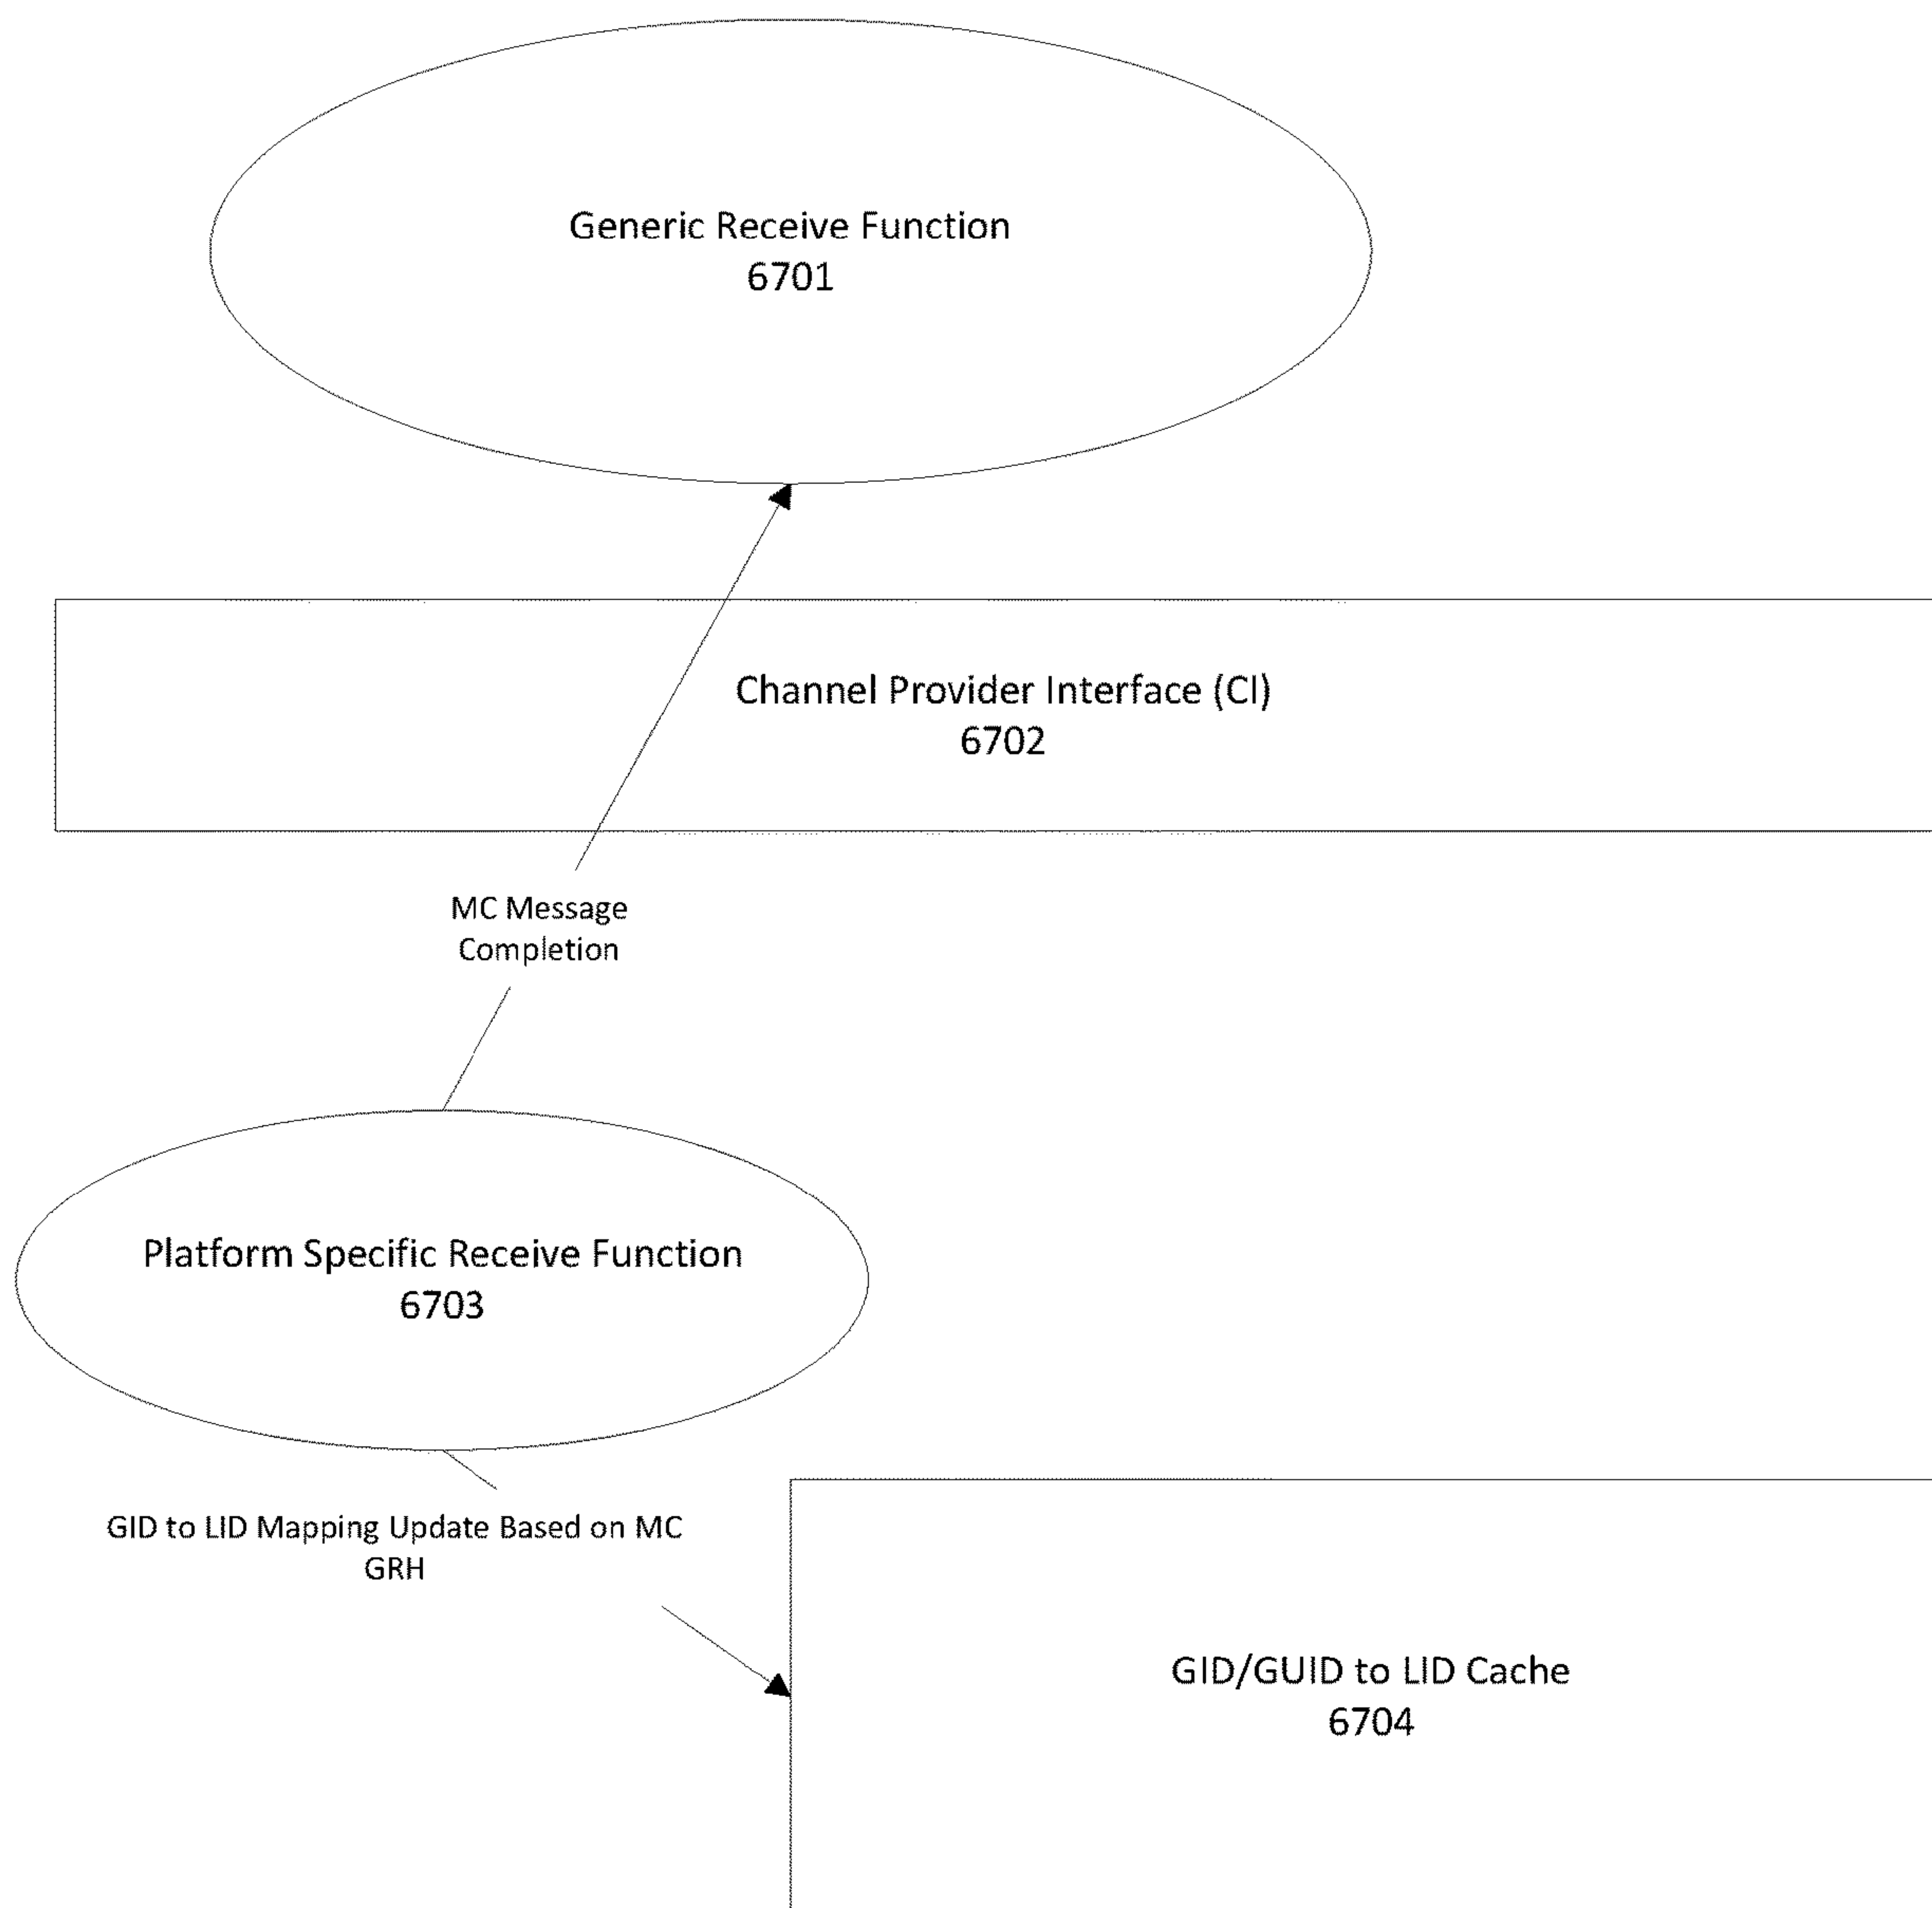 Generic Receive Function
6701
Channel Provider Interface (CI)
6702
MC Message
Completion
Platform Specific Receive Function
6703
GID to LID Mapping Update Based on MC
GRH
GID/GUID to LID Cache
6704